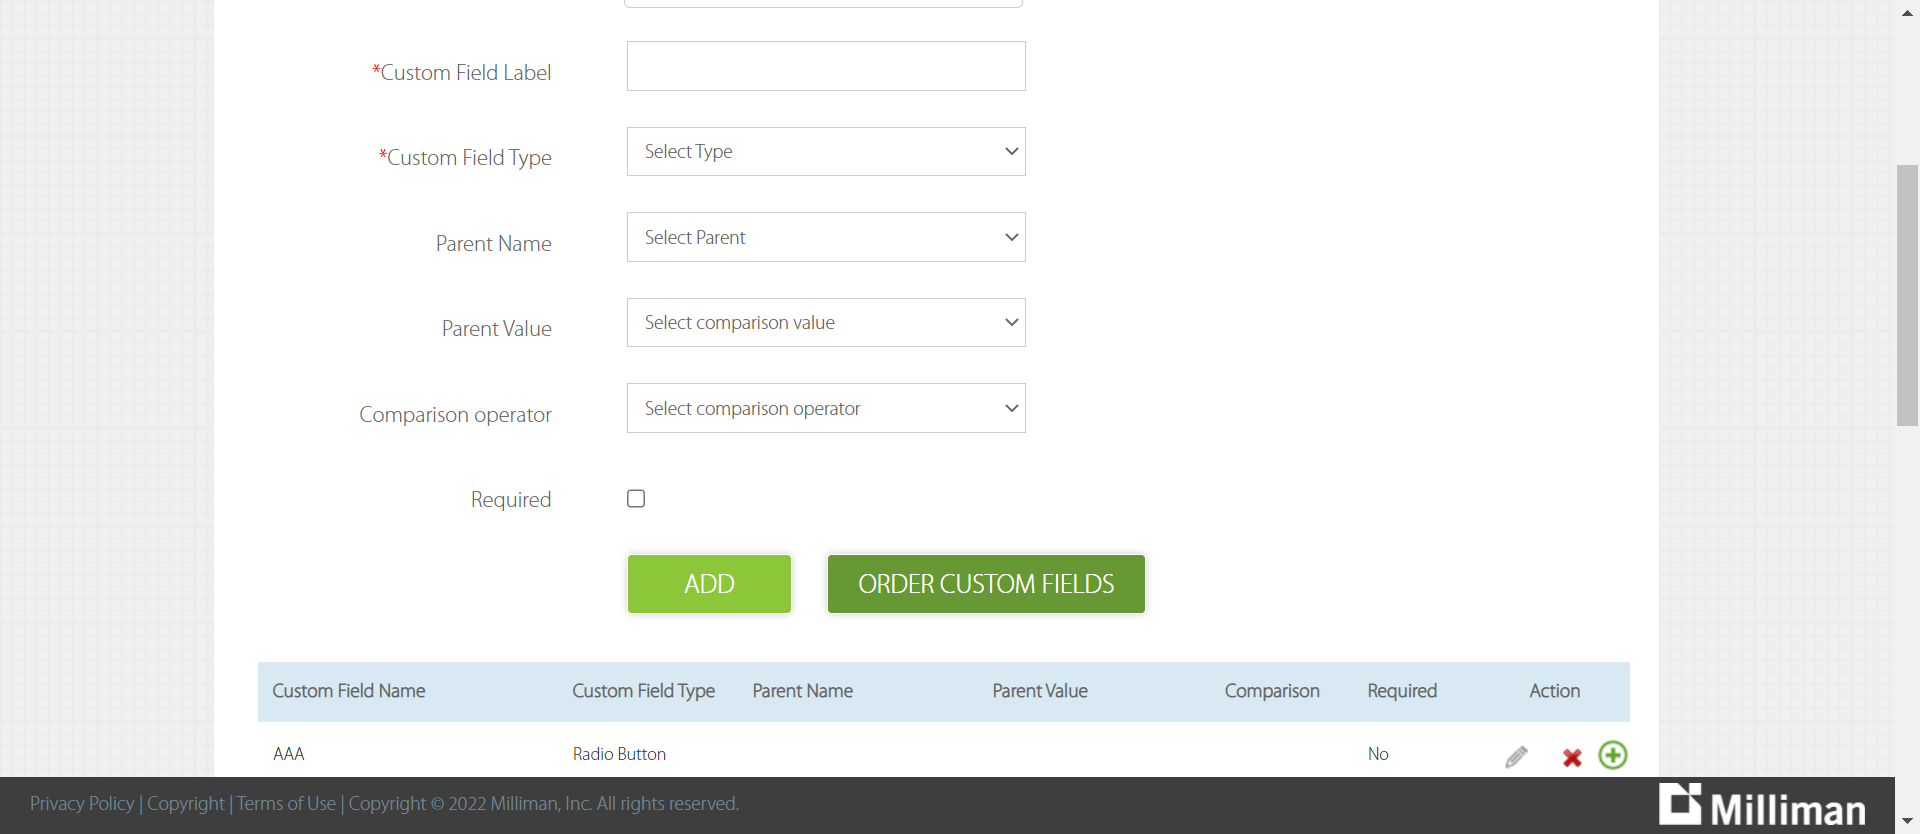 *Custom Field Label
*Custom Field Type
Select Type
Parent Name
Select Parent
Parent Value
Select comparison value
Comparison operator
Select comparison operator
Required
ADD
ORDER CUSTOM FIELDS
Custom Field Name Custom Field Type Parent Name Parent Value Comparison Required Action
AAA Radio Button No
Privacy Policy | Copyright | Terms of Use | Copyright © 2022 Milliman, Inc. All rights reserved.
Milliman